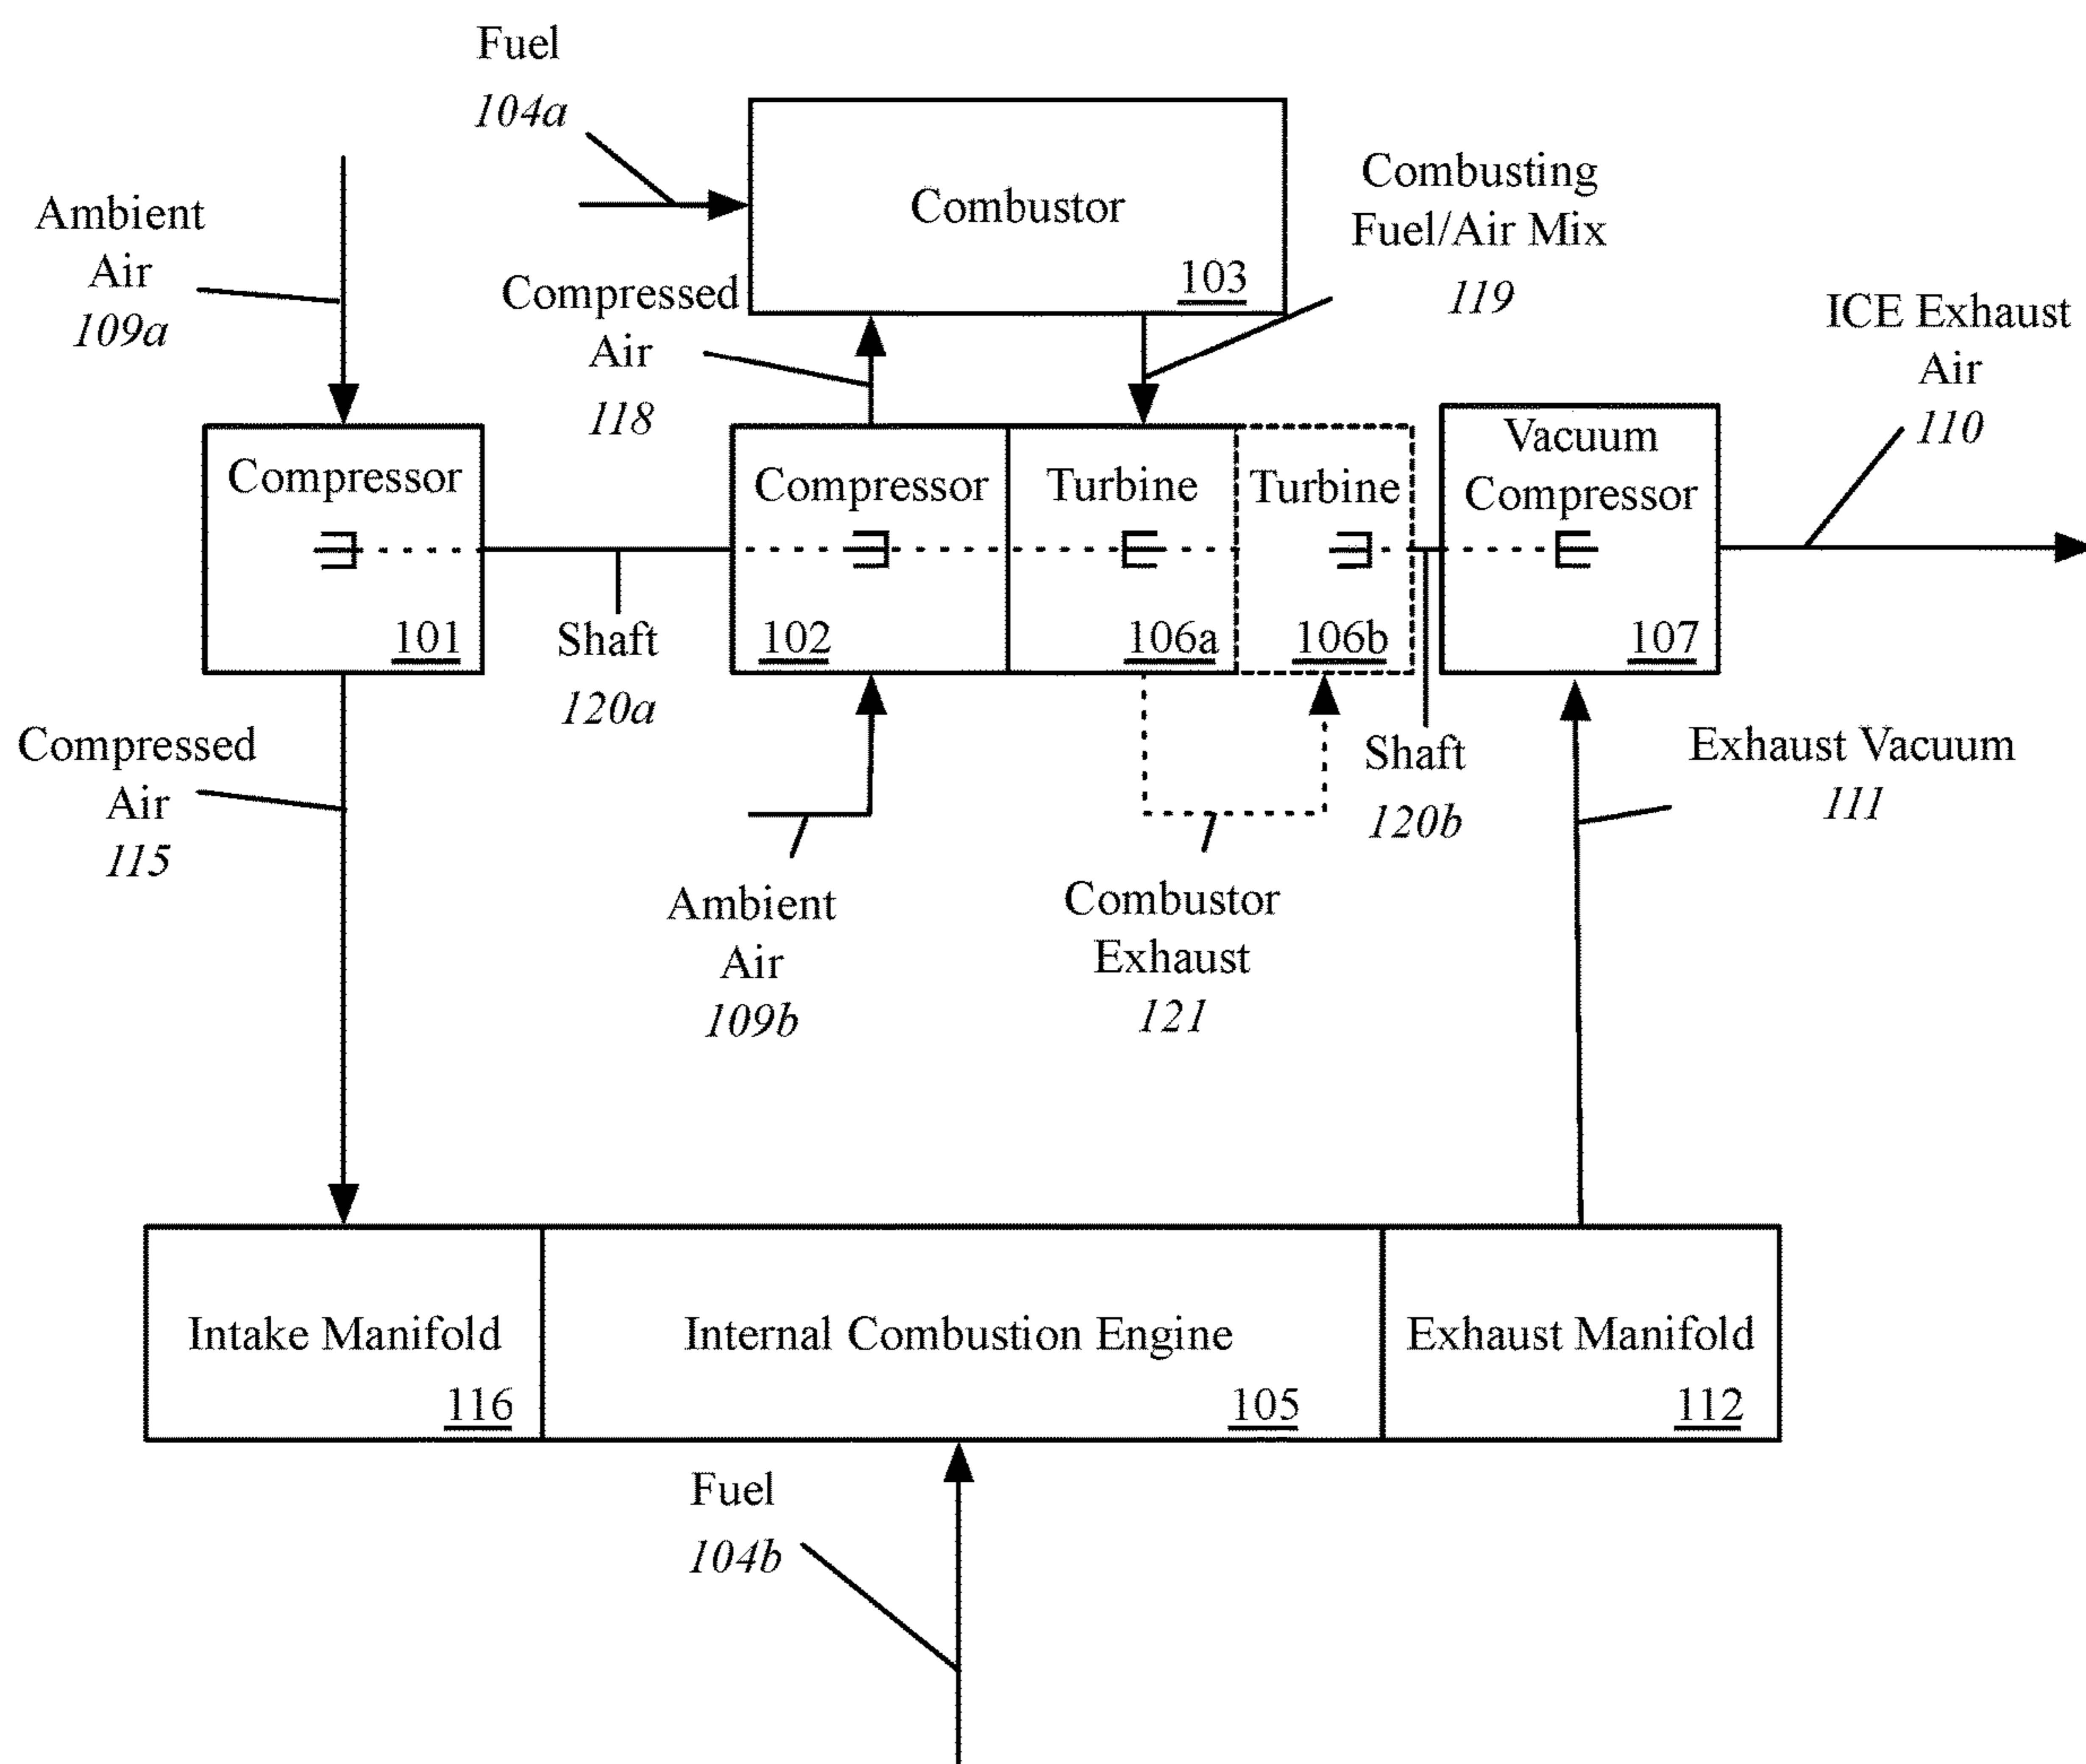 Fuel
104a
Ambient
Air
109a
Combustor
103
Combusting
Fuel/Air Mix
119
Compressed
Air
118
ICE Exhaust
Air
110
Compressor
101
Shaft
120a
Compressor
102
Turbine
106a
Turbine
106b
Vacuum
Compressor
107
Compressed
Air
115
Ambient
Air
109b
Combustor
Exhaust
121
Shaft
120b
Exhaust Vacuum
111
Intake Manifold
116
Internal Combustion Engine
105
Exhaust Manifold
112
Fuel
104b